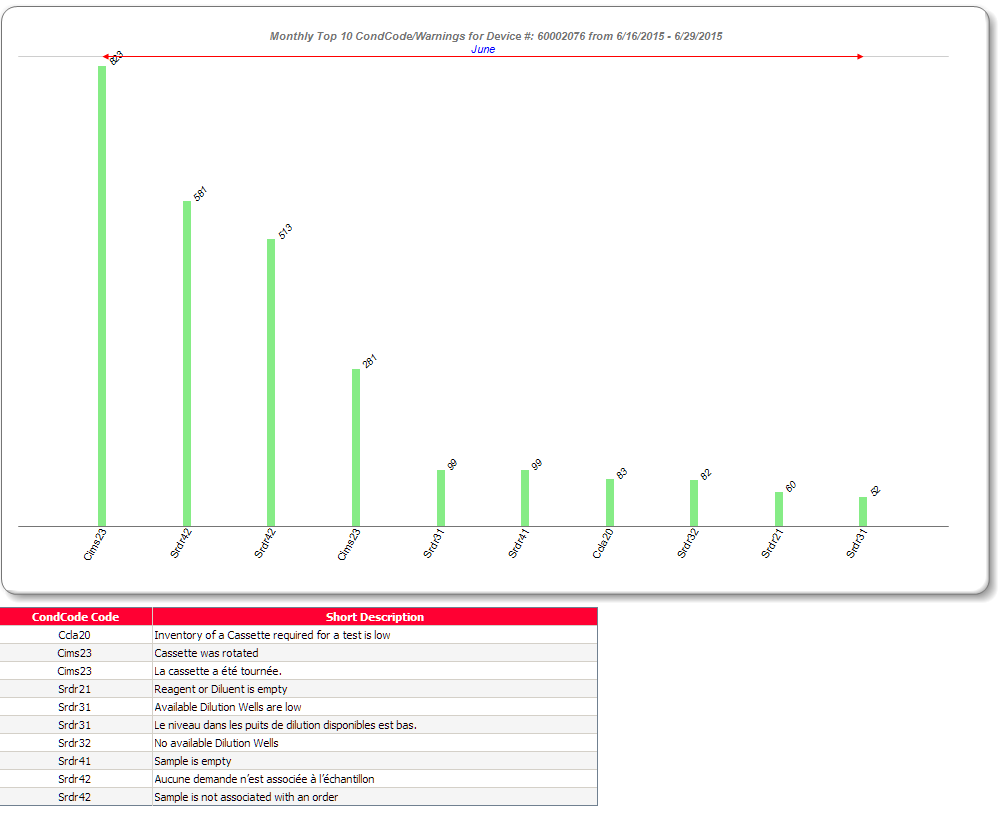 Monthly Top 10 CondCode/Warnings for Device #: 60002076 from 6/16/2015 - 6/29/2015
June
823
581
513
281
99
99
83
82
60
52
Cims23
Srdr42
Srdr42
Cims23
Srdr31
Srdr41
Ccla20
Srdr32
Srdr21
Srdr31
CondCode Code Short Description
Ccla20 Inventory of a Cassette required for a test is low
Cims23 Cassette was rotated
Cims23 La cassette a été tournée.
Srdr21 Reagent or Diluent is empty
Srdr31 Available Dilution Wells are low
Srdr31 Le niveau dans les puits de dilution disponibles est bas.
Srdr32 No available Dilution Wells
Srdr41 Sample is empty
Srdr42 Aucune demande n’est associée à l’échantillon
Srdr42 Sample is not associated with an order